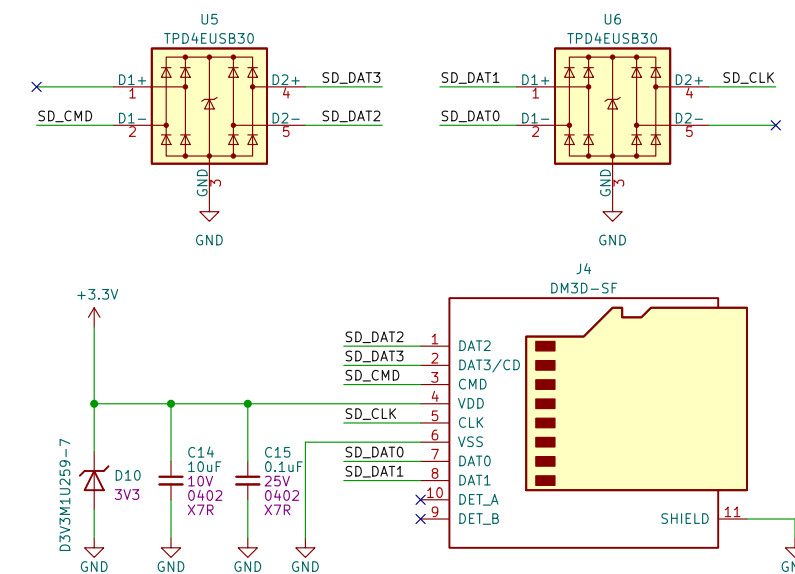 U5
TPD4EUSB30
D1+
1
D2+
4
SD_DAT3
SD_CMD
D1-
2
D2-
5
SD_DAT2
GND
3
GND
U6
TPD4EUSB30
SD_DAT1
D1+
1
D2+
4
SD_CLK
SD_DAT0
D1-
2
D2-
5
GND
3
GND
J4
DM3D-SF
+3.3V
SD_DAT2
1
DAT2
SD_DAT3
2
DAT3/CD
SD_CMD
3
CMD
4
VDD
SD_CLK
5
CLK
6
VSS
SD_DAT0
7
DAT0
SD_DAT1
8
DAT1
10
DET_A
9
DET_B
SHIELD
11
D3V3M1U259-7
D10
3V3
C14
10uF
10V
0402
X7R
C15
0.1uF
25V
0402
X7R
GND
GND
GND
GND